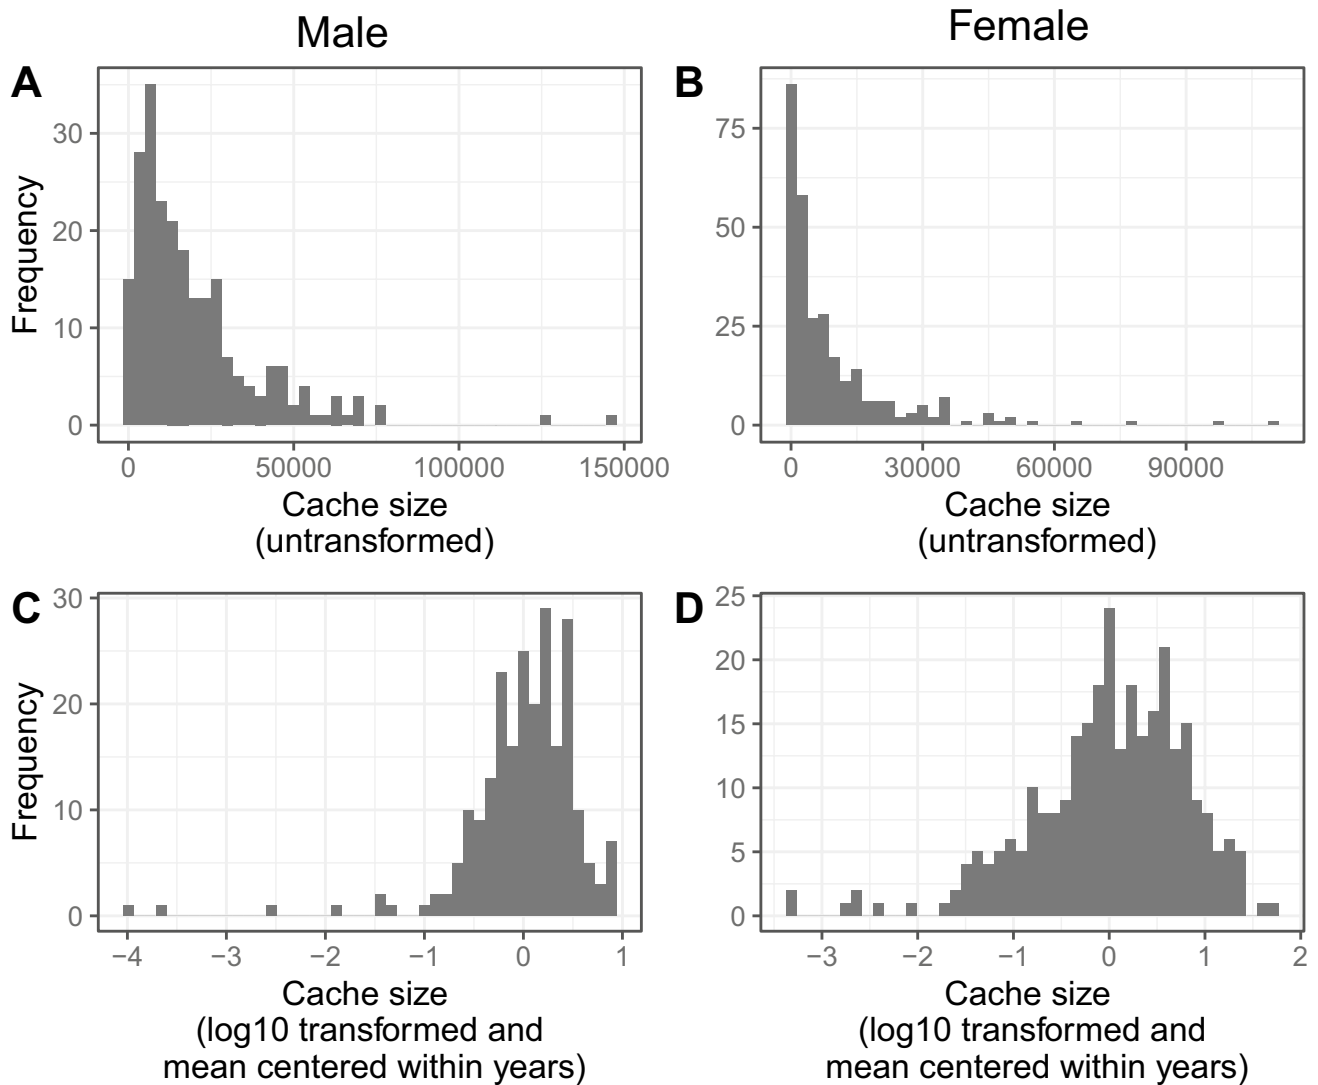 Male
Female
A
B
Frequency
30
20
10
0
75
50
25
0
0 50000 100000 150000
0 30000 60000 90000
Cache size
(untransformed)
Cache size
(untransformed)
C
D
Frequency
30
20
10
0
25
20
15
10
5
0
−4 −3 −2 −1 0 1
−3 −2 −1 0 1 2
Cache size
(log10 transformed and
mean centered within years)
Cache size
(log10 transformed and
mean centered within years)